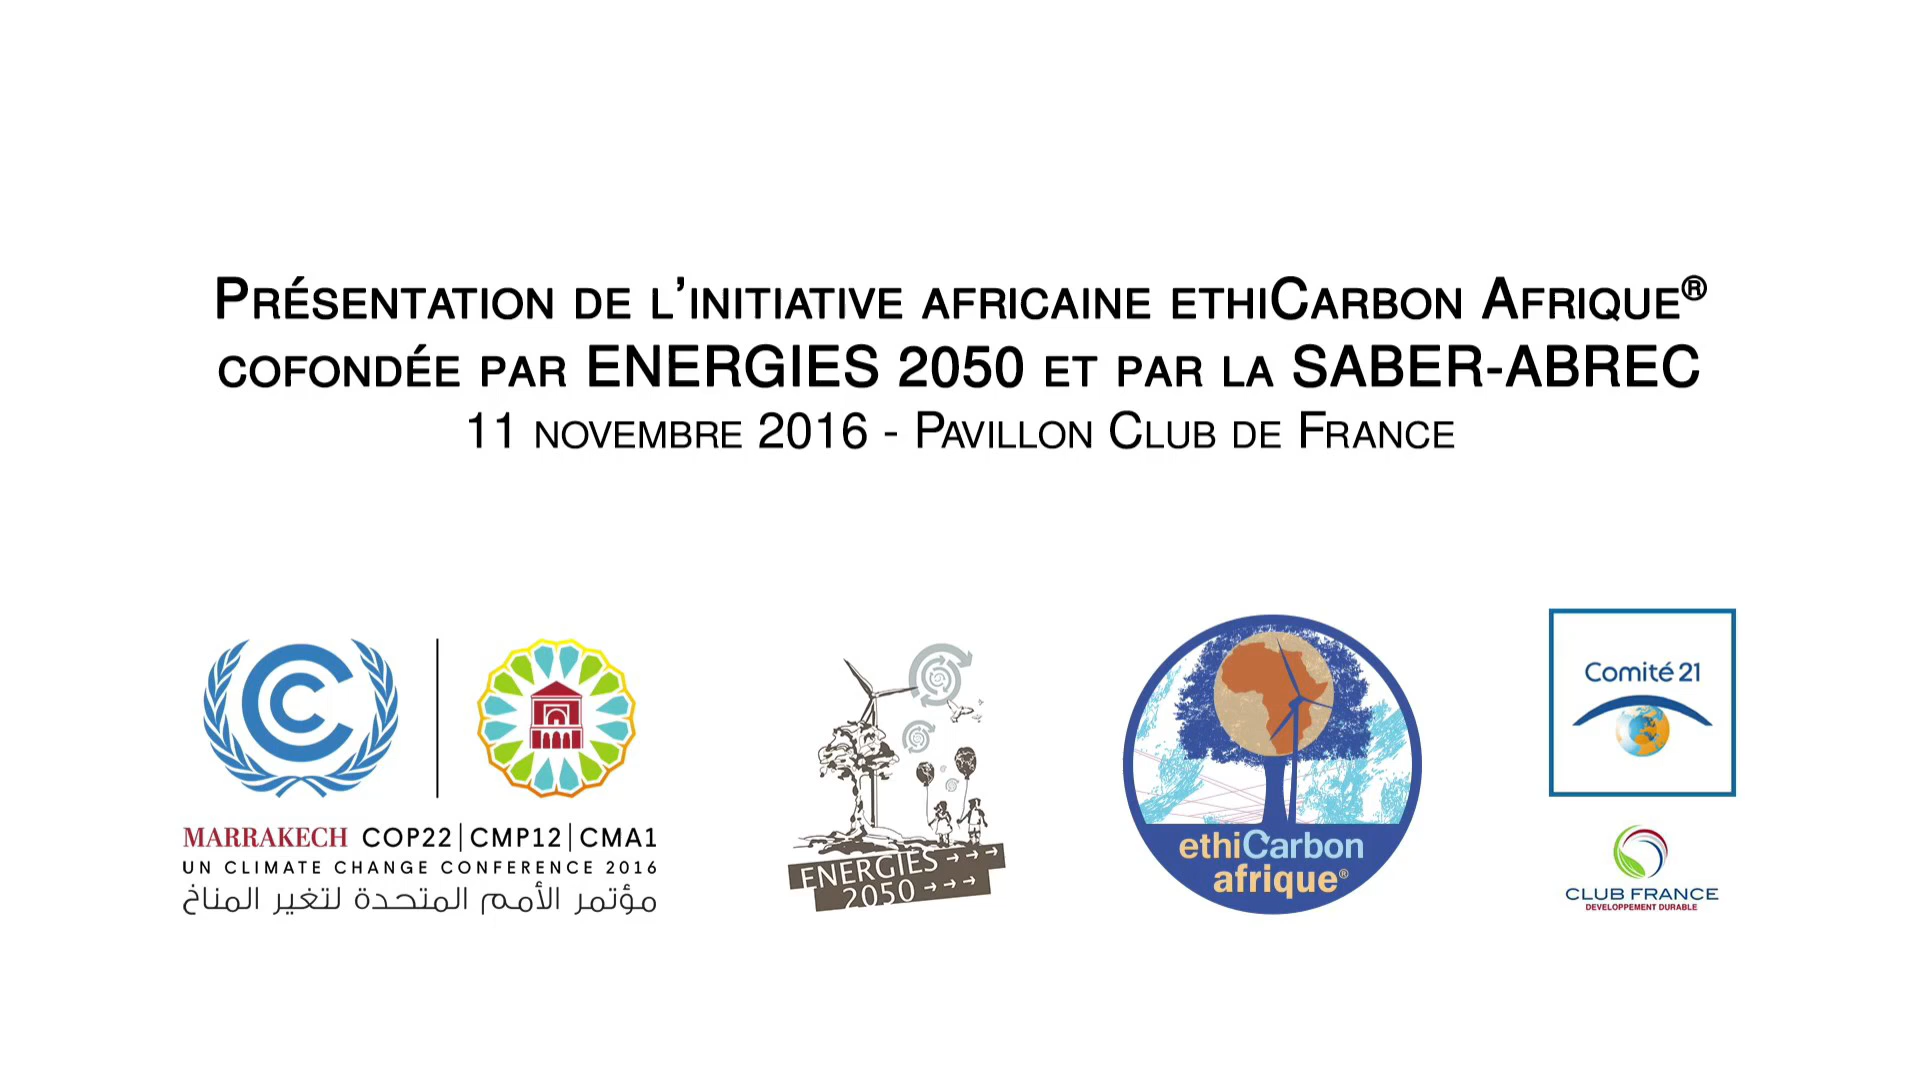 Présentation de l’initiative africaine ethiCarbon Afrique®
cofondée par ENERGIES 2050 et par la SABER-ABREC
11 novembre 2016 - Pavillon Club de France
MARRAKECH COP22 | CMP12 | CMA1
UN CLIMATE CHANGE CONFERENCE 2016
مؤتمر الأمم المتحدة لتغير المناخ
ENERGIES →→→
2050 →→→
ethiCarbon
afrique®
Comité 21
CLUB FRANCE
DEVELOPPEMENT DURABLE